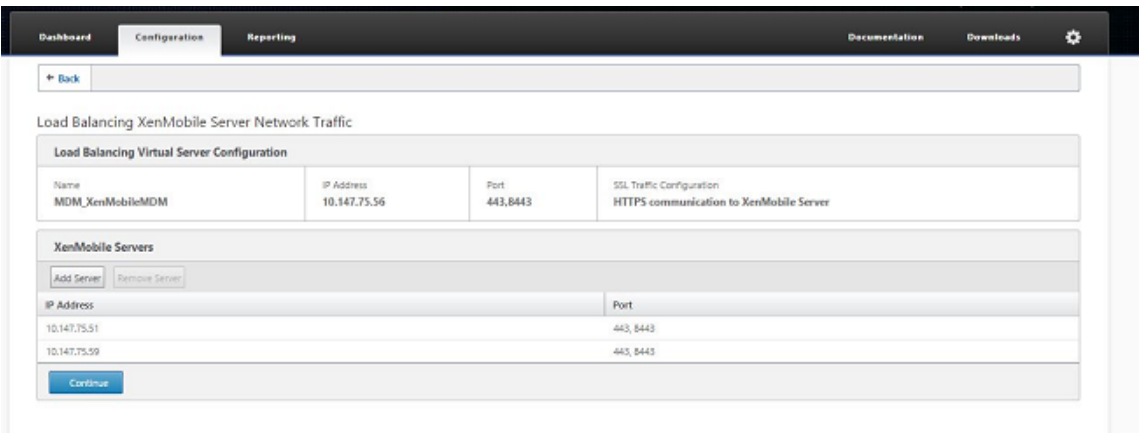 Dashboard Configuration Reporting Documentation Downloads
Back
Load Balancing XenMobile Server Network Traffic
Load Balancing Virtual Server Configuration
Name IP Address Port SSL Traffic Configuration
MDM_XenMobileMDM 10.147.75.56 443,8443 HTTPS communication to XenMobile Server
XenMobile Servers
Add Server Remove Server
IP Address Port
10.147.75.51 443, 8443
10.147.75.59 443, 8443
Continue